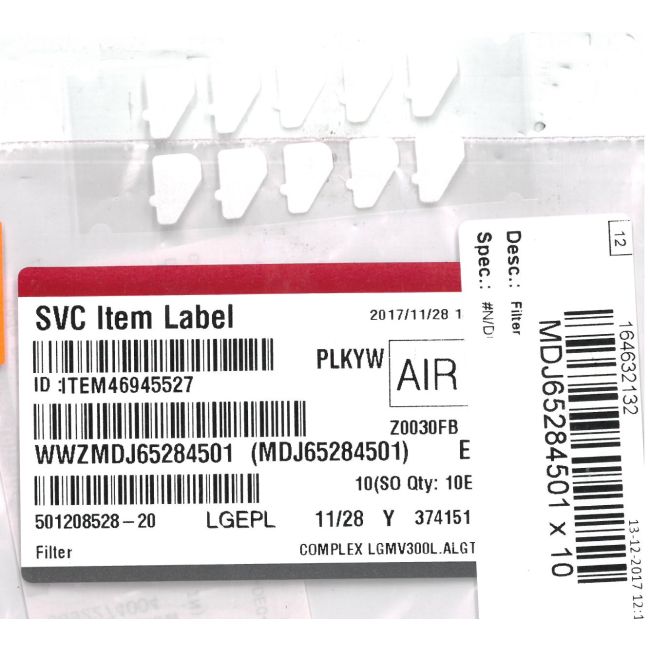 SVC Item Label
2017/11/28 1
PLKYW
AIR
ID :ITEM46945527
Z0030FB
WWZMDJ65284501 (MDJ65284501) E
10(SO Qty: 10E
501208528-20 LGEPL 11/28 Y 374151
Filter COMPLEX LGMV300L.ALGT
12
Desc.: Filter
Spec.: #N/D!
164632132
MDJ65284501 x 10
13-12-2017 12:1